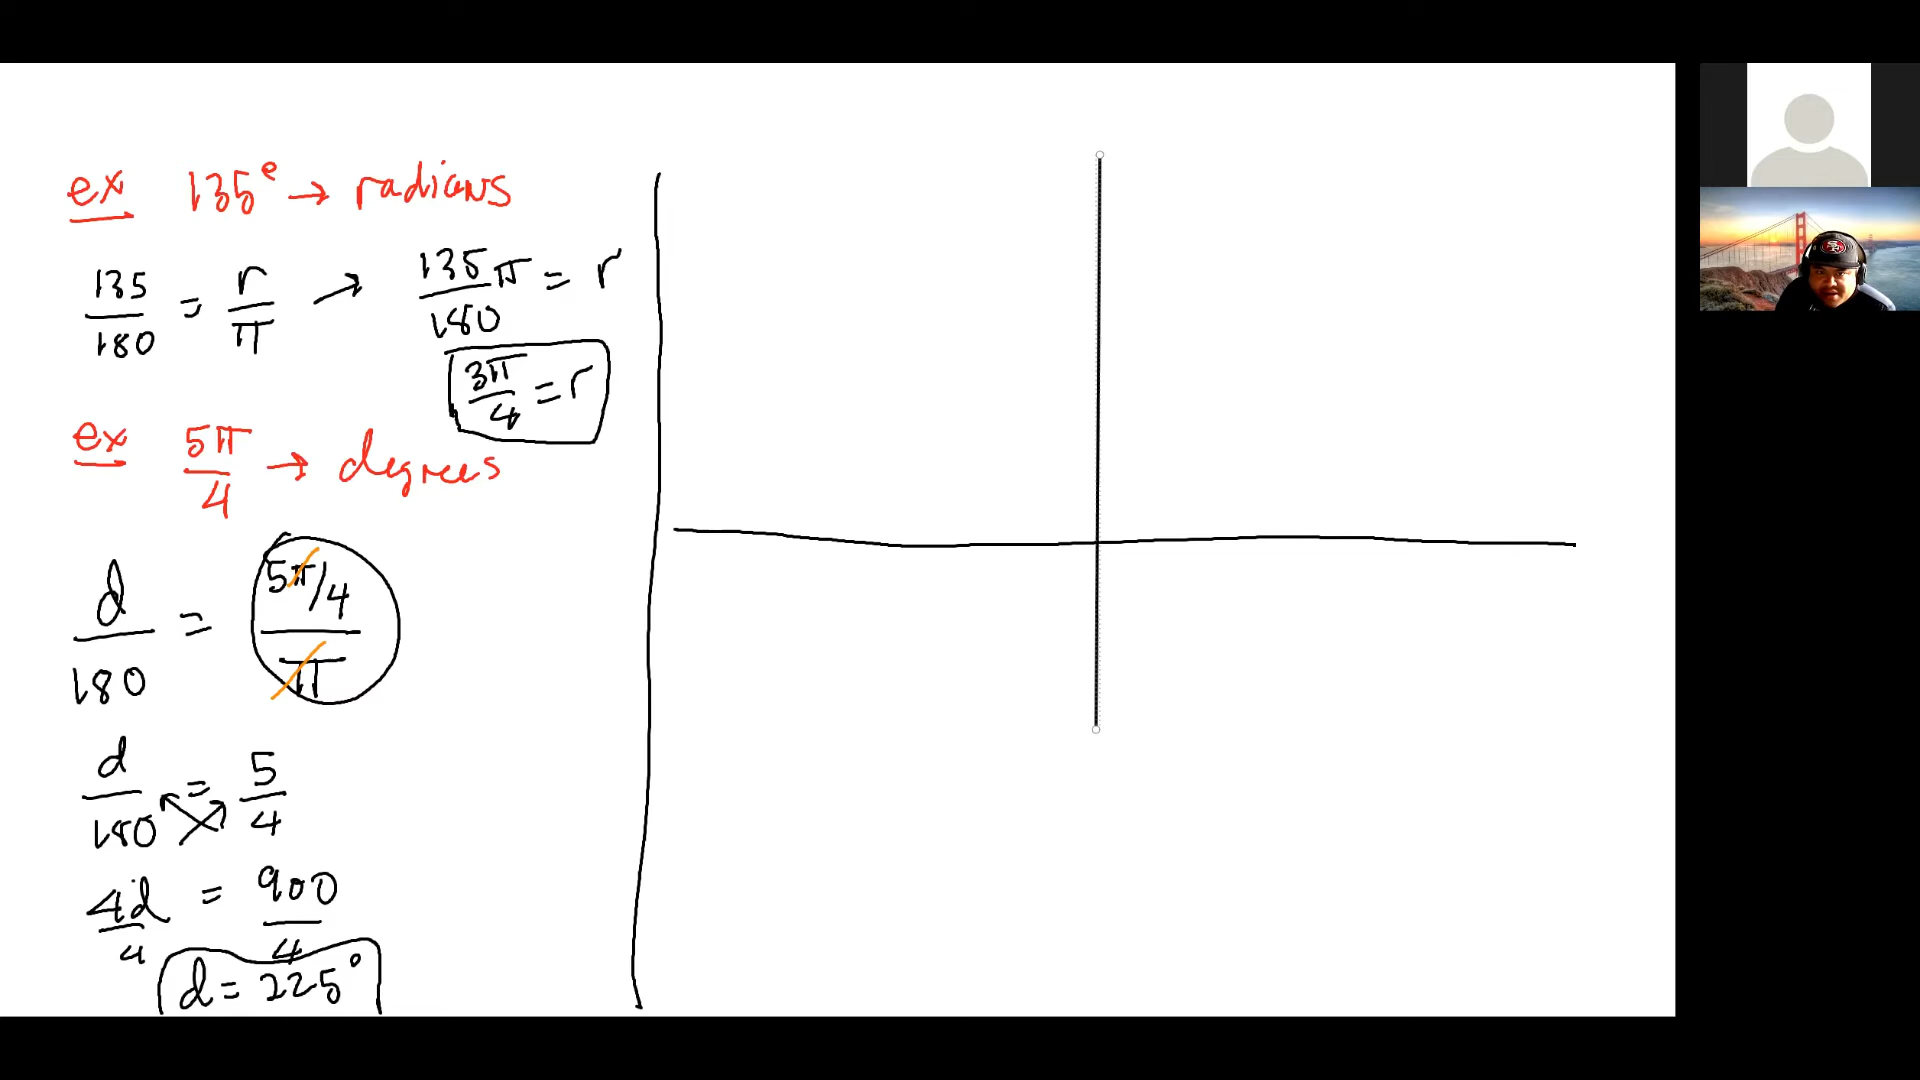 ex 135° → radians
135/180 = r/π → 135π/180 = r
3π/4 = r
ex 5π/4 → degrees
d/180 = (5π/4)/π
d/180 = 5/4
4d/4 = 900/4
d = 225°